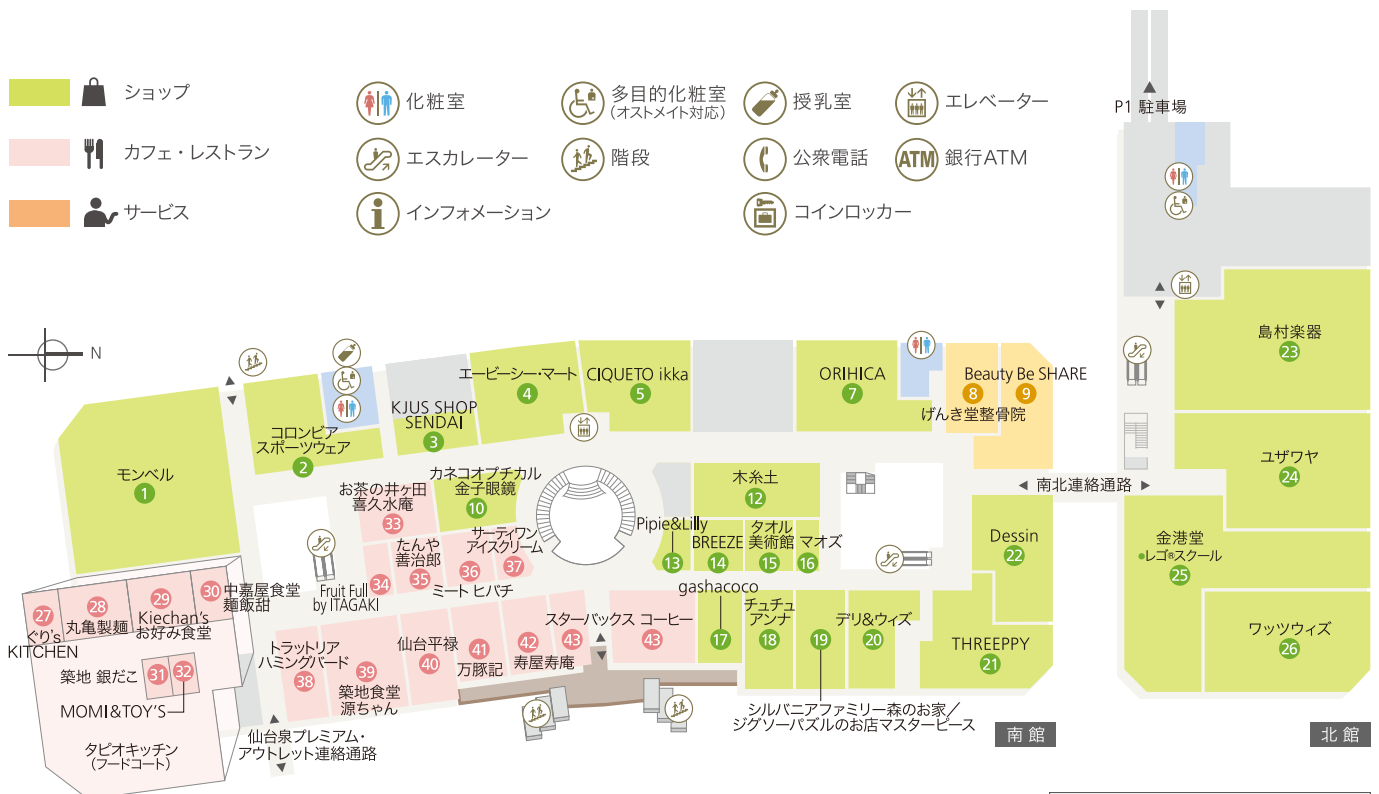 ショップ
カフェ・レストラン
サービス
化粧室
エスカレーター
インフォメーション
多目的化粧室
(オストメイト対応)
階段
授乳室
公衆電話
コインロッカー
エレベーター
ATM 銀行ATM
P1 駐車場
N
モンベル
1
コロンビア
スポーツウェア
2
KJUS SHOP
SENDAI
3
エービーシー・マート
4
CIQUETO ikka
5
ORIHICA
7
Beauty Be SHARE
8
9
げんき堂整骨院
島村楽器
23
ユザワヤ
24
南北連絡通路
金港堂
レゴ®スクール
25
ワッツウィズ
26
お茶の井ヶ田
喜久水庵
33
カネコオプチカル
金子眼鏡
10
木糸土
12
Pipie&Lilly
13
BREEZE
14
タオル
美術館
15
マオズ
16
Dessin
22
Fruit Full
by ITAGAKI
34
たんや
善治郎
35
サーティワン
アイスクリーム
36
37
ミート ヒバチ
gashacoco
17
チュチュ
アンナ
18
19
デリ&ウィズ
20
THREEPPY
21
27
ぐり's
KITCHEN
28
丸亀製麺
29
Kiechan's
お好み食堂
30
中嘉屋食堂
麺飯甜
築地 銀だこ
31
32
MOMI&TOY'S
タピオキッチン
(フードコート)
トラットリア
ハミングバード
38
39
築地食堂
源ちゃん
仙台平禄
40
41
万豚記
42
43
寿屋寿庵
スターバックス コーヒー
43
仙台泉プレミアム・
アウトレット連絡通路
シルバニアファミリー森のお家／
ジグソーパズルのお店マスターピース
南館
北館